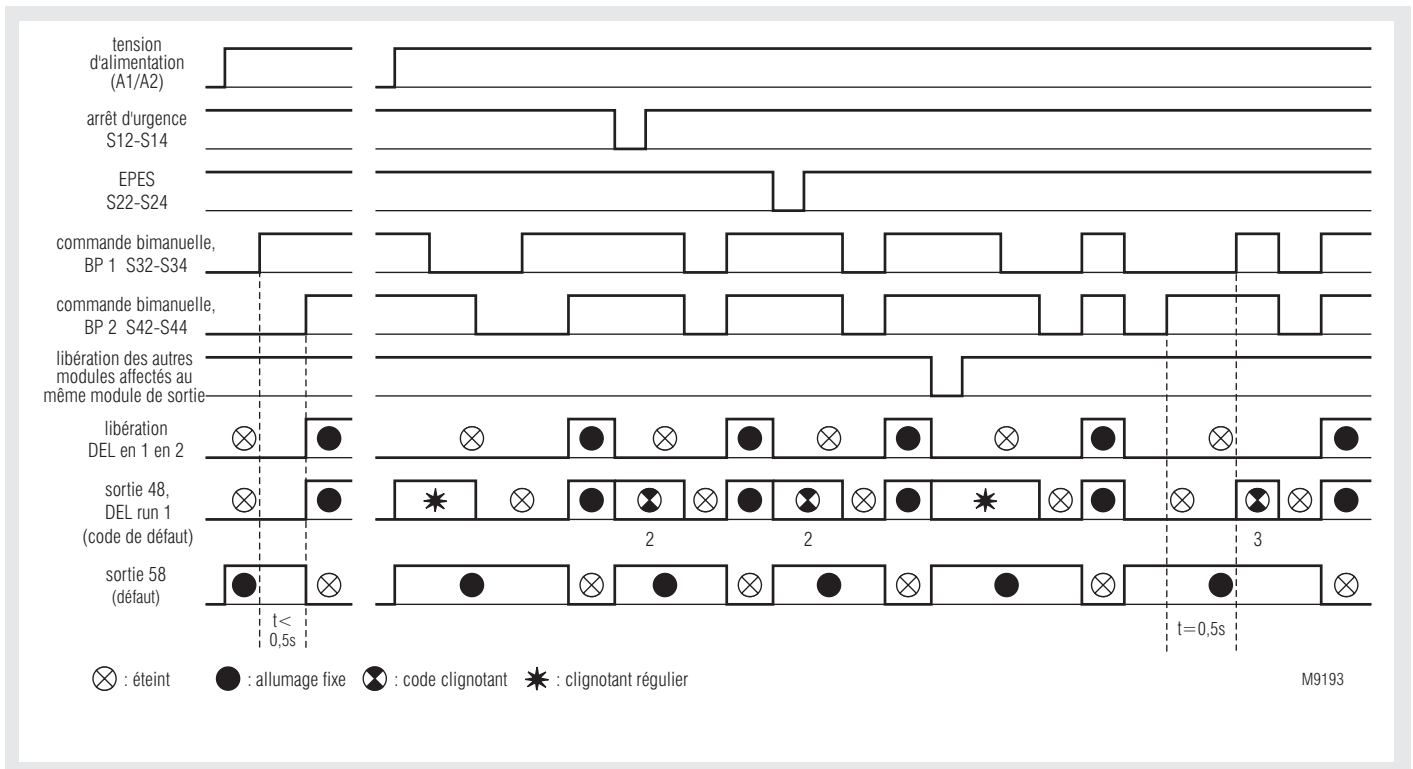 tension
d'alimentation
(A1/A2)
arrêt d'urgence
S12-S14
EPES
S22-S24
commande bimanuelle,
BP 1 S32-S34
commande bimanuelle,
BP 2 S42-S44
libération des autres
modules affectés au
même module de sortie
libération
DEL en 1 en 2
sortie 48,
DEL run 1
(code de défaut)
2
2
3
sortie 58
(défaut)
t<
0,5s
t=0,5s
: éteint
: allumage fixe
: code clignotant
: clignotant régulier
M9193